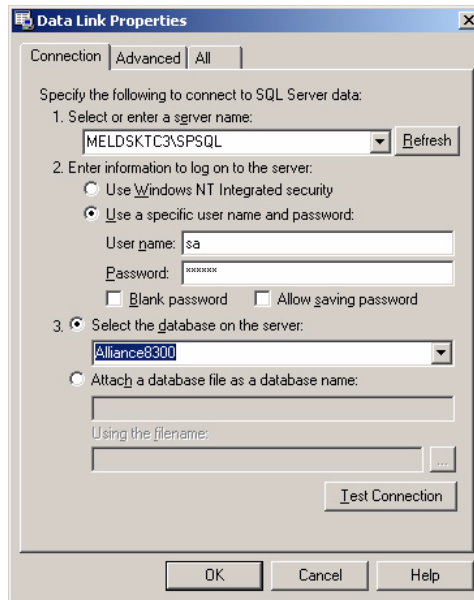 Data Link Properties
Connection Advanced All
Specify the following to connect to SQL Server data:
1. Select or enter a server name:
MELDSKTC3\SPSQL Refresh
2. Enter information to log on to the server:
Use Windows NT Integrated security
Use a specific user name and password:
User name: sa
Password: ******
Blank password Allow saving password
3. Select the database on the server:
Alliance8300
Attach a database file as a database name:
Using the filename:
...
Test Connection
OK Cancel Help